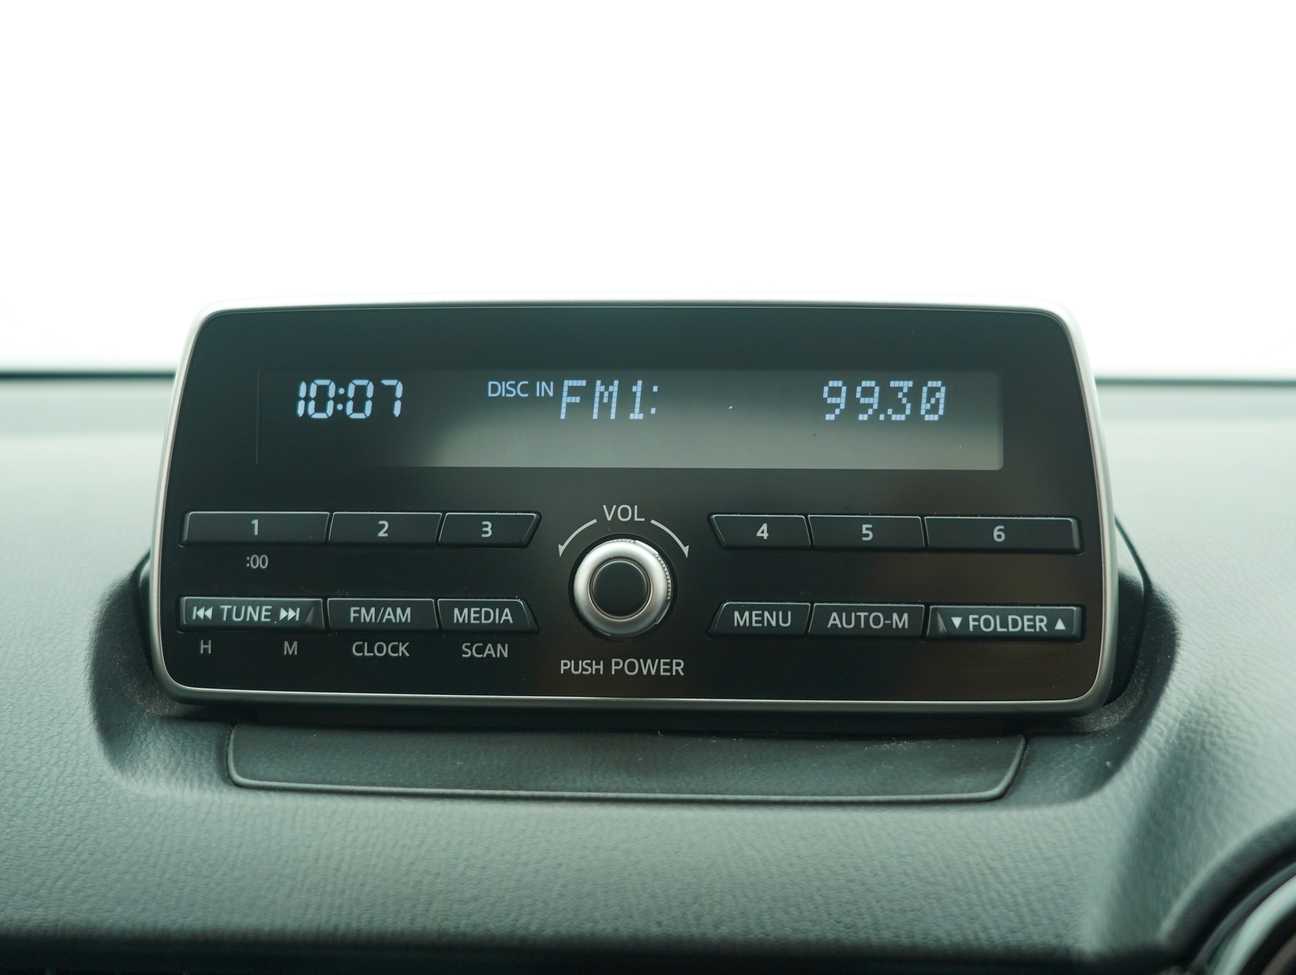 10:07 DISC IN FM1: 99.30
VOL
1 2 3 4 5 6
:00
⏮ TUNE ⏭ FM/AM MEDIA MENU AUTO-M ▼ FOLDER ▲
H M CLOCK SCAN
PUSH POWER